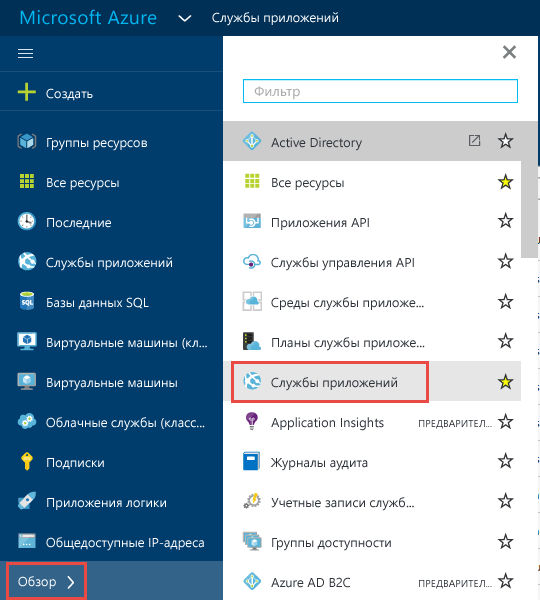 Microsoft Azure
Службы приложений
Создать
Группы ресурсов
Все ресурсы
Последние
Службы приложений
Базы данных SQL
Виртуальные машины (кл...
Виртуальные машины
Облачные службы (класс...
Подписки
Приложения логики
Общедоступные IP-адреса
Обзор
Фильтр
Active Directory
Все ресурсы
Приложения API
Службы управления API
Среды службы приложе...
Планы службы приложе...
Службы приложений
Application Insights ПРЕДВАРИТЕЛ...
Журналы аудита
Учетные записи служб...
Группы доступности
Azure AD B2C ПРЕДВАРИТЕЛ...